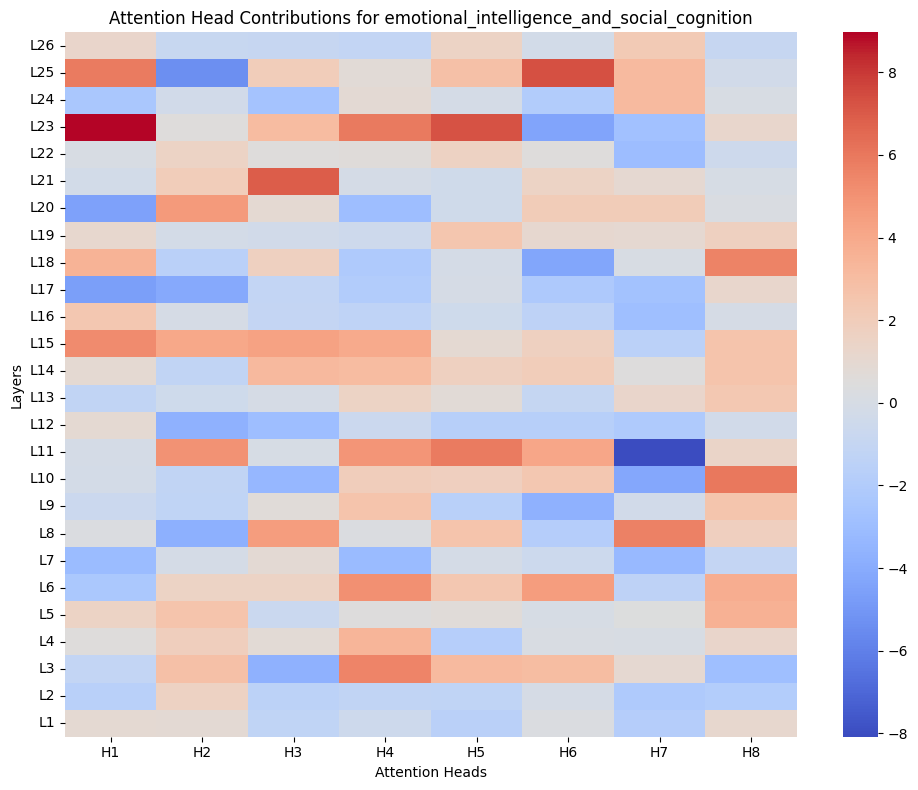 Attention Head Contributions for emotional_intelligence_and_social_cognition
L26
L25
L24
L23
L22
L21
L20
L19
L18
L17
L16
L15
L14
L13
L12
L11
L10
L9
L8
L7
L6
L5
L4
L3
L2
L1
Layers
H1 H2 H3 H4 H5 H6 H7 H8
Attention Heads
8
6
4
2
0
−2
−4
−6
−8